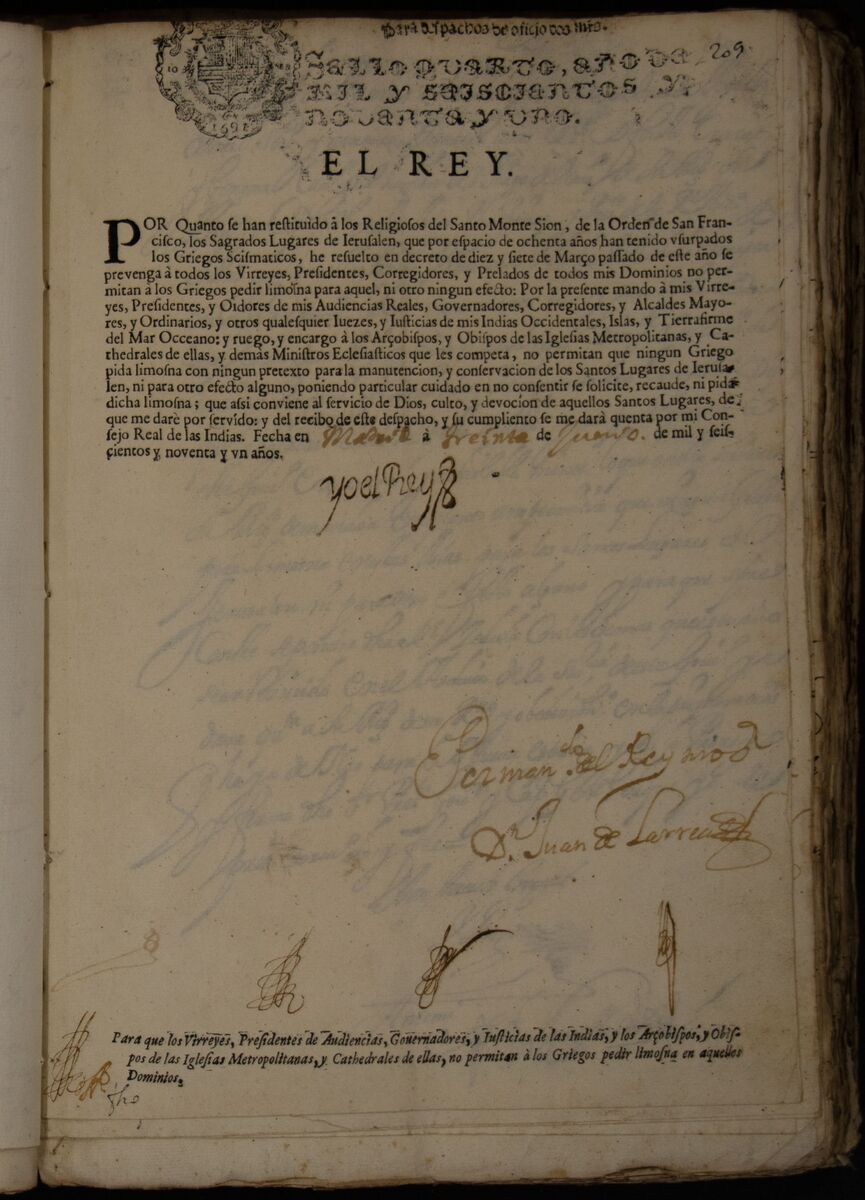 Para despachos de oficio dos mrs.
209
SELLO QVARTO, AÑO DE
MIL Y SEISCIENTOS Y
NOVENTA Y VNO.
1691
EL REY.
POR Quanto se han restituìdo à los Religiosos del Santo Monte Sion, de la Orden de San Fran-
cisco, los Sagrados Lugares de Ierusalen, que por espacio de ochenta años han tenido vsurpados
los Griegos Scismaticos, he resuelto en decreto de diez y siete de Março passado de este año se
prevenga à todos los Virreyes, Presidentes, Corregidores, y Prelados de todos mis Dominios no per-
mitan à los Griegos pedir limosna para aquel, ni otro ningun efecto: Por la presente mando à mis Virre-
yes, Presidentes, y Oìdores de mis Audiencias Reales, Governadores, Corregidores, y Alcaldes Mayo-
res, y Ordinarios, y otros qualesquier Iuezes, y Iusticias de mis Indias Occidentales, Islas, y Tierrafirme
del Mar Occeano: y ruego, y encargo à los Arçobispos, y Obispos de las Iglesias Metropolitanas, y Ca-
thedrales de ellas, y demàs Ministros Eclesiasticos que les competa, no permitan que ningun Griego
pida limosna con ningun pretexto para la manutencion, y conservacion de los Santos Lugares de Ierusa-
len, ni para otro efecto alguno, poniendo particular cuidado en no consentir se solicite, recaude, ni pida
dicha limosna; que assi conviene al servicio de Dios, culto, y devocion de aquellos Santos Lugares, de
que me darè por servido: y del recibo de este despacho, y su cumpliento se me darà quenta por mi Con-
sejo Real de las Indias. Fecha en Madrid à treinta de Junio. de mil y seis-
cientos y noventa y vn años.
Yo el Rey
Por mandº del Rey nro sr
Dn Juan de Larrea
Para que los Virreyes, Presidentes de Audiencias, Governadores, y Iusticias de las Indias, y los Arçobispos, y Obis-
pos de las Iglesias Metropolitanas, y Cathedrales de ellas, no permitan à los Griegos pedir limosna en aquellos
Dominios.